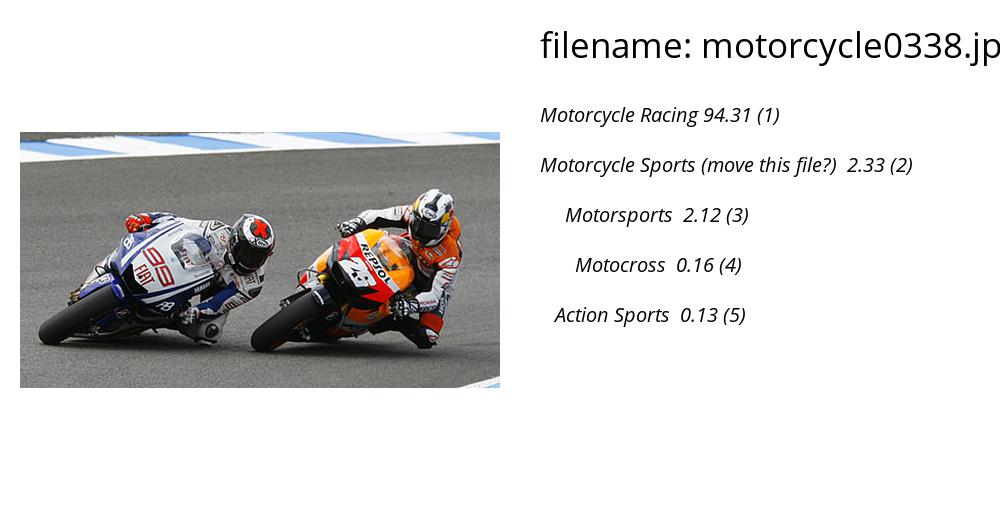 filename: motorcycle0338.jp
Motorcycle Racing 94.31 (1)
Motorcycle Sports (move this file?) 2.33 (2)
Motorsports 2.12 (3)
Motocross 0.16 (4)
Action Sports 0.13 (5)
99
FIAT
YAMAHA
REPSOL